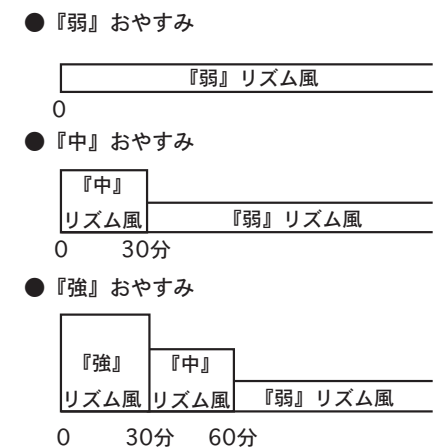 ●『弱』おやすみ
『弱』リズム風
0
●『中』おやすみ
『中』
リズム風 『弱』リズム風
0 30分
●『強』おやすみ
『強』 『中』
リズム風 リズム風 『弱』リズム風
0 30分 60分